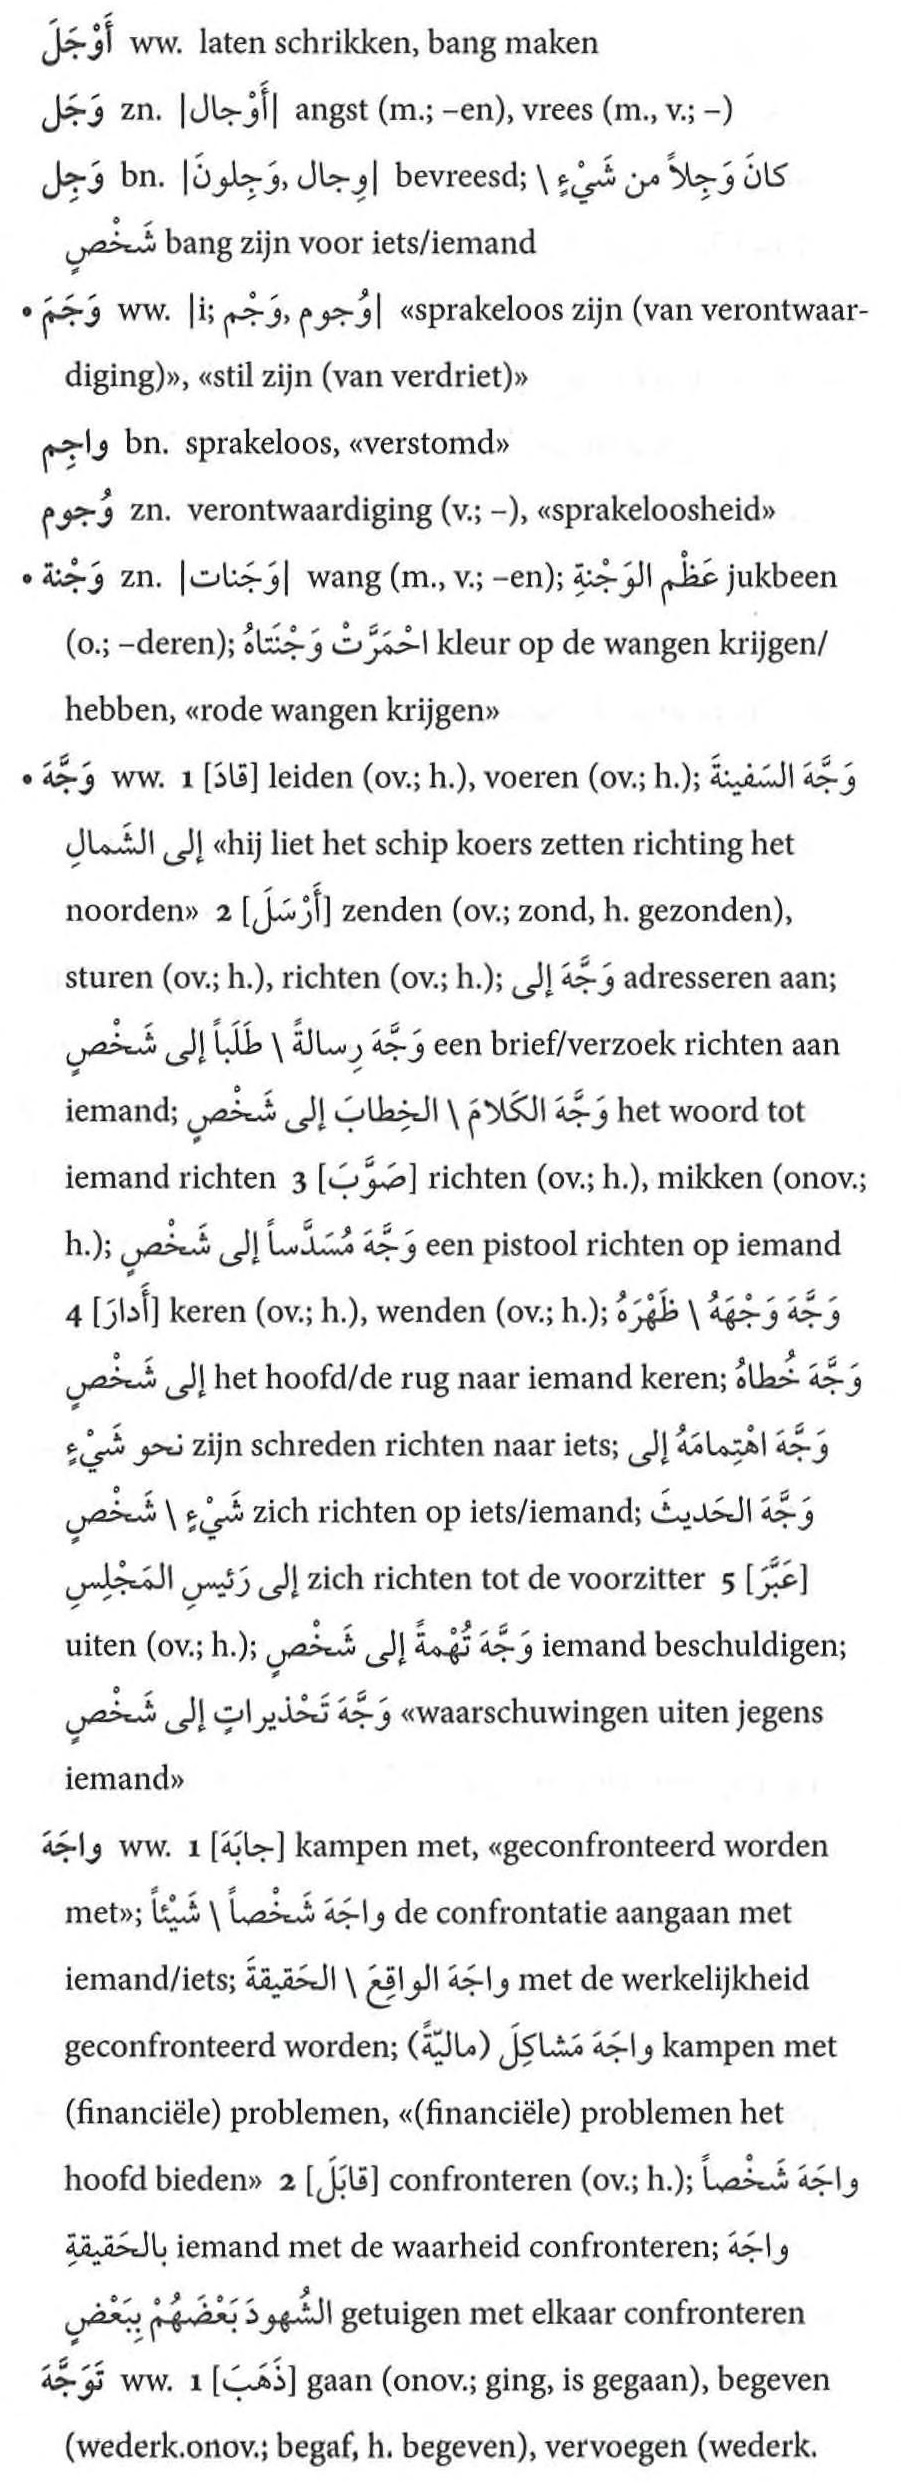 أَوْجَلَ ww. laten schrikken, bang maken
وَجَل zn. |أَوْجال| angst (m.; –en), vrees (m., v.; –)
وَجِل bn. |وِجال, وَجِلونَ| bevreesd; كانَ وَجِلاً من شَيْءٍ \
شَخْصٍ bang zijn voor iets/iemand
• وَجَمَ ww. |i; وَجْم, وُجوم| «sprakeloos zijn (van verontwaar-
diging)», «stil zijn (van verdriet)»
واجِم bn. sprakeloos, «verstomd»
وُجوم zn. verontwaardiging (v.; –), «sprakeloosheid»
• وَجْنة zn. |وَجَنات| wang (m., v.; –en); عَظْم الوَجْنةِ jukbeen
(o.; –deren); احْمَرَّتْ وَجْنَتاهُ kleur op de wangen krijgen/
hebben, «rode wangen krijgen»
• وَجَّهَ ww. 1 [قادَ] leiden (ov.; h.), voeren (ov.; h.); وَجَّهَ السَفينةَ
إلى الشَمالِ «hij liet het schip koers zetten richting het
noorden» 2 [أَرْسَلَ] zenden (ov.; zond, h. gezonden),
sturen (ov.; h.), richten (ov.; h.); وَجَّهَ إلى adresseren aan;
وَجَّهَ رِسالةً \ طَلَباً إلى شَخْصٍ een brief/verzoek richten aan
iemand; وَجَّهَ الكَلامَ \ الخِطابَ إلى شَخْصٍ het woord tot
iemand richten 3 [صَوَّبَ] richten (ov.; h.), mikken (onov.;
h.); وَجَّهَ مُسَدَّساً إلى شَخْصٍ een pistool richten op iemand
4 [أَدارَ] keren (ov.; h.), wenden (ov.; h.); وَجَّهَ وَجْهَهُ \ ظَهْرَهُ
إلى شَخْصٍ het hoofd/de rug naar iemand keren; وَجَّهَ خُطاهُ
نحو شَيْءٍ zijn schreden richten naar iets; وَجَّهَ اهْتِمامَهُ إلى
شَيْءٍ \ شَخْصٍ zich richten op iets/iemand; وَجَّهَ الحَديثَ
إلى رَئيسِ المَجْلِسِ zich richten tot de voorzitter 5 [عَبَّرَ]
uiten (ov.; h.); وَجَّهَ تُهْمةً إلى شَخْصٍ iemand beschuldigen;
وَجَّهَ تَحْذيراتٍ إلى شَخْصٍ «waarschuwingen uiten jegens
iemand»
واجَهَ ww. 1 [جابَهَ] kampen met, «geconfronteerd worden
met»; واجَهَ شَخْصاً \ شَيْئاً de confrontatie aangaan met
iemand/iets; واجَهَ الواقِعَ \ الحَقيقةَ met de werkelijkheid
geconfronteerd worden; واجَهَ مَشاكِلَ (ماليّةً) kampen met
(financiële) problemen, «(financiële) problemen het
hoofd bieden» 2 [قابَلَ] confronteren (ov.; h.); واجَهَ شَخْصاً
بالحَقيقةِ iemand met de waarheid confronteren; واجَهَ
الشُهودَ بَعْضَهُمْ بِبَعْضٍ getuigen met elkaar confronteren
تَوَجَّهَ ww. 1 [ذَهَبَ] gaan (onov.; ging, is gegaan), begeven
(wederk.onov.; begaf, h. begeven), vervoegen (wederk.